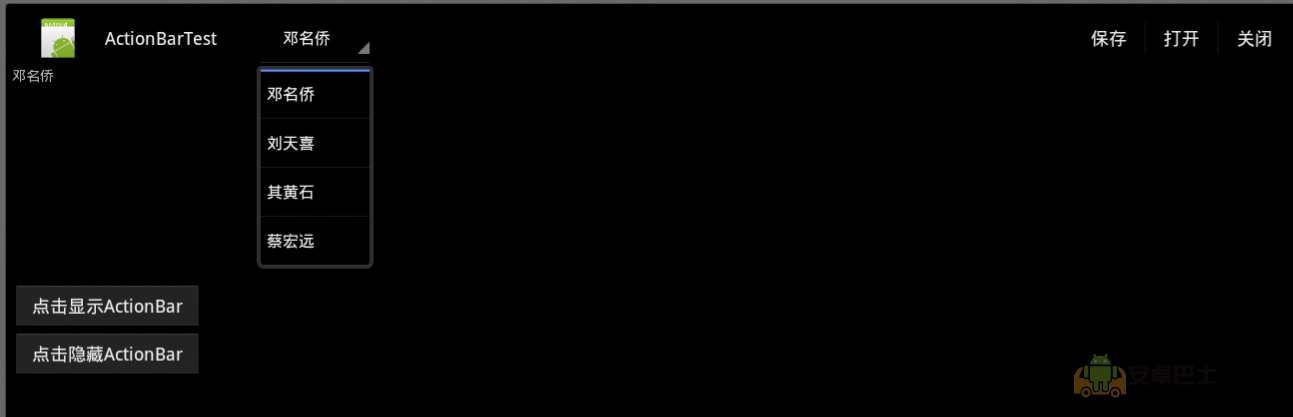 ActionBarTest 邓名侨 保存 打开 关闭
邓名侨
邓名侨
刘天喜
其黄石
蔡宏远
点击显示ActionBar
点击隐藏ActionBar
安卓巴士